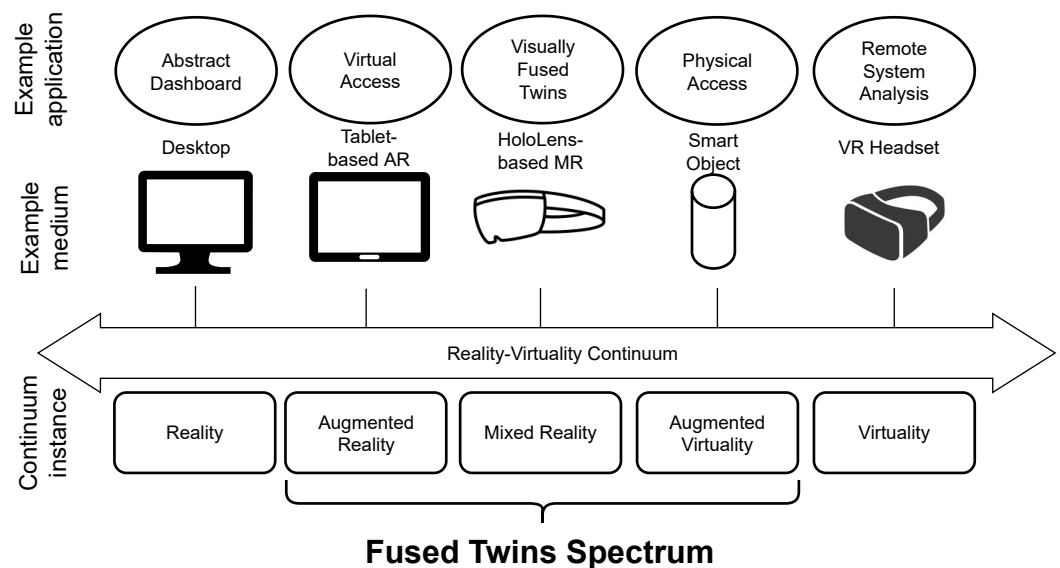 Example
application
Abstract
Dashboard
Virtual
Access
Visually
Fused
Twins
Physical
Access
Remote
System
Analysis
Example
medium
Desktop
Tablet-
based AR
HoloLens-
based MR
Smart
Object
VR Headset
Reality-Virtuality Continuum
Continuum
instance
Reality
Augmented
Reality
Mixed Reality
Augmented
Virtuality
Virtuality
Fused Twins Spectrum